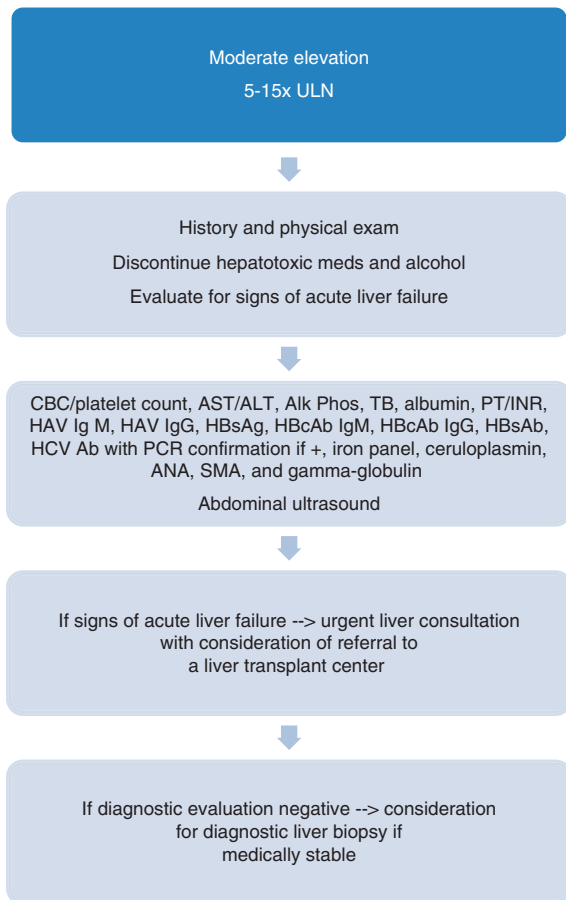 Moderate elevation
5-15x ULN
History and physical exam
Discontinue hepatotoxic meds and alcohol
Evaluate for signs of acute liver failure
CBC/platelet count, AST/ALT, Alk Phos, TB, albumin, PT/INR,
HAV Ig M, HAV IgG, HBsAg, HBcAb IgM, HBcAb IgG, HBsAb,
HCV Ab with PCR confirmation if +, iron panel, ceruloplasmin,
ANA, SMA, and gamma-globulin
Abdominal ultrasound
If signs of acute liver failure --> urgent liver consultation
with consideration of referral to
a liver transplant center
If diagnostic evaluation negative --> consideration
for diagnostic liver biopsy if
medically stable